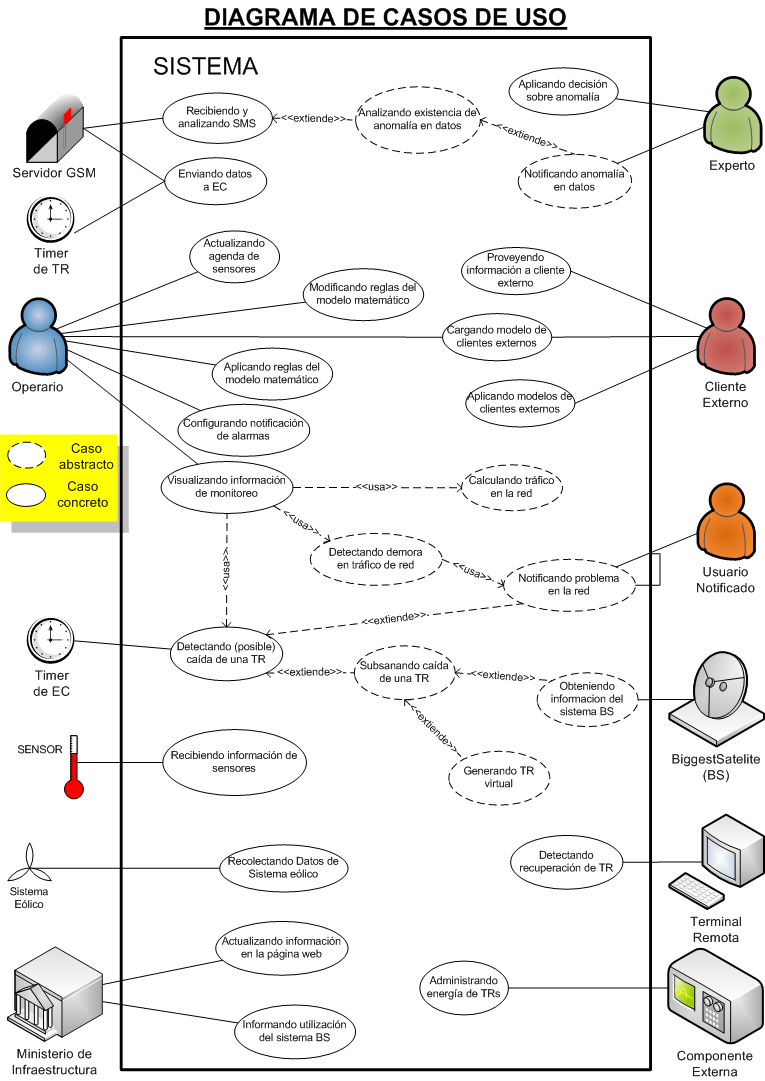 DIAGRAMA DE CASOS DE USO
SISTEMA
Servidor GSM
Recibiendo y
analizando SMS
<<extiende>>
Analizando existencia de
anomalía en datos
<<extiende>>
Aplicando decisión
sobre anomalía
Notificando anomalía
en datos
Experto
Enviando datos
a EC
Timer
de TR
Actualizando
agenda de
sensores
Modificando reglas del
modelo matemático
Proveyendo
información a cliente
externo
Cargando modelo de
clientes externos
Operario
Aplicando reglas del
modelo matemático
Aplicando modelos de
clientes externos
Cliente
Externo
Configurando notificación
de alarmas
Caso
abstracto
Caso
concreto
Visualizando información
de monitoreo
<<usa>>
Calculando tráfico
en la red
<<usa>>
<<usa>>
Detectando demora
en tráfico de red
<<usa>>
Notificando problema
en la red
Usuario
Notificado
<<extiende>>
Timer
de EC
Detectando (posible)
caída de una TR
<<extiende>>
Subsanando caída
de una TR
<<extiende>>
Obteniendo
informacion del
sistema BS
BiggestSatelite
(BS)
<<extiende>>
Generando TR
virtual
SENSOR
Recibiendo información de
sensores
Sistema
Eólico
Recolectando Datos de
Sistema eólico
Detectando
recuperación de TR
Terminal
Remota
Actualizando información
en la página web
Administrando
energía de TRs
Informando utilización
del sistema BS
Ministerio de
Infraestructura
Componente
Externa